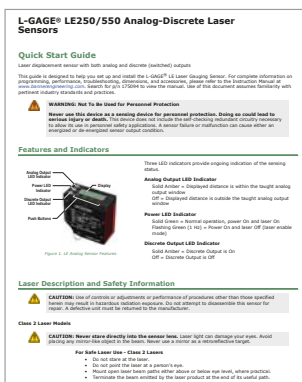 L-GAGE® LE250/550 Analog-Discrete Laser
Sensors
Quick Start Guide
Laser displacement sensor with both analog and discrete (switched) outputs
This guide is designed to help you set up and install the L-GAGE® LE Laser Gauging Sensor. For complete information on
programming, performance, troubleshooting, dimensions, and accessories, please refer to the Instruction Manual at
www.bannerengineering.com. Search for p/n 175094 to view the manual. Use of this document assumes familiarity with
pertinent industry standards and practices.
WARNING: Not To Be Used for Personnel Protection
Never use this device as a sensing device for personnel protection. Doing so could lead to
serious injury or death. This device does not include the self-checking redundant circuitry necessary
to allow its use in personnel safety applications. A sensor failure or malfunction can cause either an
energized or de-energized sensor output condition.
Features and Indicators
Three LED indicators provide ongoing indication of the sensing
status.
Analog Output
LED Indicator
Power LED
Indicator
Discrete Output
LED Indicator
Push Buttons
Display
Figure 1. LE Analog Sensor Features
Analog Output LED Indicator
Solid Amber = Displayed distance is within the taught analog
output window
Off = Displayed distance is outside the taught analog output
window
Power LED Indicator
Solid Green = Normal operation, power On and laser On
Flashing Green (1 Hz) = Power On and laser Off (laser enable
mode)
Discrete Output LED Indicator
Solid Amber = Discrete Output is On
Off = Discrete Output is Off
Laser Description and Safety Information
CAUTION: Use of controls or adjustments or performance of procedures other than those specified
herein may result in hazardous radiation exposure. Do not attempt to disassemble this sensor for
repair. A defective unit must be returned to the manufacturer.
Class 2 Laser Models
CAUTION: Never stare directly into the sensor lens. Laser light can damage your eyes. Avoid
placing any mirror-like object in the beam. Never use a mirror as a retroreflective target.
For Safe Laser Use - Class 2 Lasers
• Do not stare at the laser.
• Do not point the laser at a person's eye.
• Mount open laser beam paths either above or below eye level, where practical.
• Terminate the beam emitted by the laser product at the end of its useful path.